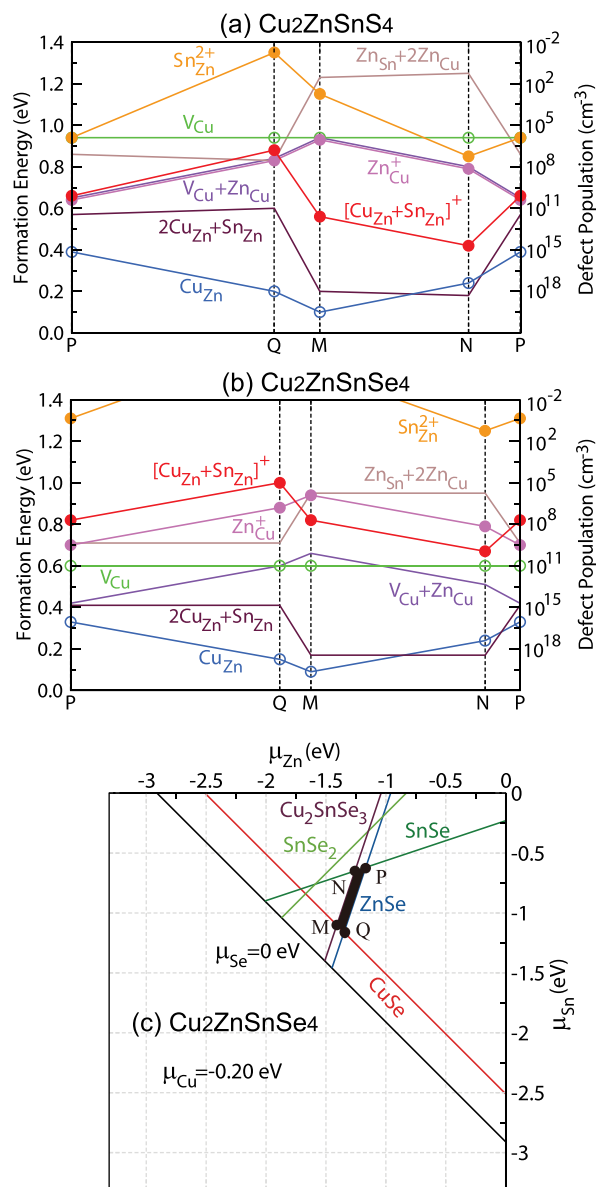 (a) Cu2ZnSnS4
Formation Energy (eV)
Defect Population (cm⁻³)
1.4
1.2
1.0
0.8
0.6
0.4
0.2
0.0
10⁻²
10²
10⁵
10⁸
10¹¹
10¹⁵
10¹⁸
Sn²⁺Zn
ZnSn+2ZnCu
VCu
Zn⁺Cu
VCu+ZnCu
[CuZn+SnZn]⁺
2CuZn+SnZn
CuZn
P Q M N P
(b) Cu2ZnSnSe4
Formation Energy (eV)
Defect Population (cm⁻³)
1.4
1.2
1.0
0.8
0.6
0.4
0.2
0.0
10⁻²
10²
10⁵
10⁸
10¹¹
10¹⁵
10¹⁸
Sn²⁺Zn
[CuZn+SnZn]⁺
ZnSn+2ZnCu
Zn⁺Cu
VCu
VCu+ZnCu
2CuZn+SnZn
CuZn
P Q M N P
μZn (eV)
-3 -2.5 -2 -1.5 -1 -0.5 0
0
Cu₂SnSe₃
SnSe
SnSe₂
-0.5
N P
ZnSe
-1
M Q
μSe=0 eV
-1.5
CuSe
μSn (eV)
(c) Cu2ZnSnSe4
-2
μCu=-0.20 eV
-2.5
-3